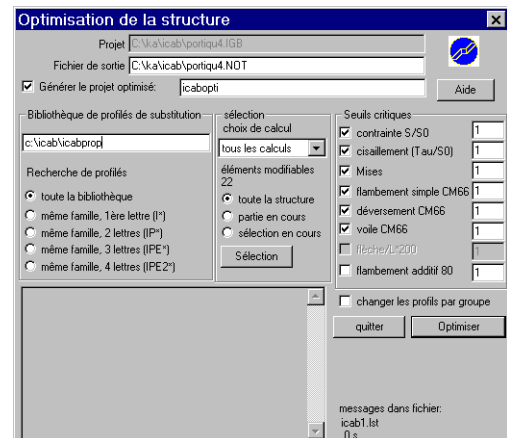 Optimisation de la structure
Projet C:\ka\icab\portiqu4.IGB
Fichier de sortie C:\ka\icab\portiqu4.NOT
Générer le projet optimisé: icabopti
Aide
Bibliothèque de profilés de substitution
c:\icab\icabprop
Recherche de profilés
toute la bibliothèque
même famille, 1ère lettre (I*)
même famille, 2 lettres (IP*)
même famille, 3 lettres (IPE*)
même famille, 4 lettres (IPE2*)
sélection
choix de calcul
tous les calculs
éléments modifiables
22
toute la structure
partie en cours
sélection en cours
Sélection
Seuils critiques
contrainte S/S0 1
cisaillement (Tau/S0) 1
Mises 1
flambement simple CM66 1
déversement CM66 1
voile CM66 1
flèche/L*200 1
flambement additif 80 1
changer les profils par groupe
quitter Optimiser
messages dans fichier:
icab1.lst
0 s